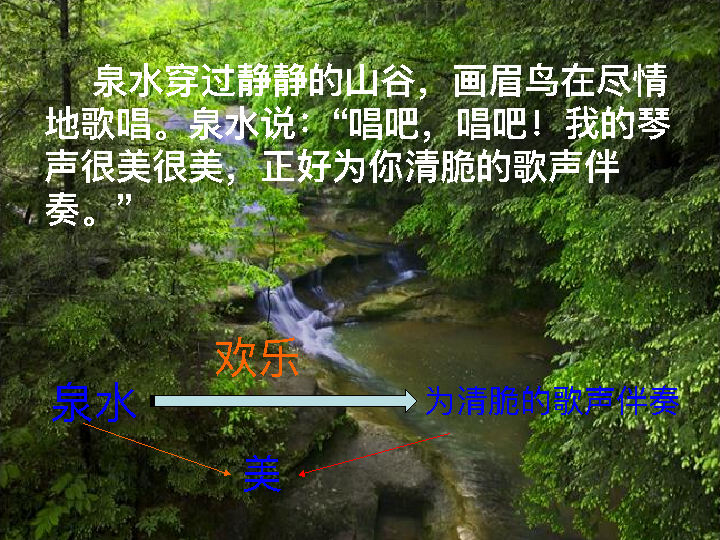 泉水穿过静静的山谷，画眉鸟在尽情
地歌唱。泉水说：“唱吧，唱吧！我的琴
声很美很美，正好为你清脆的歌声伴
奏。”
欢乐
泉水
为清脆的歌声伴奏
美